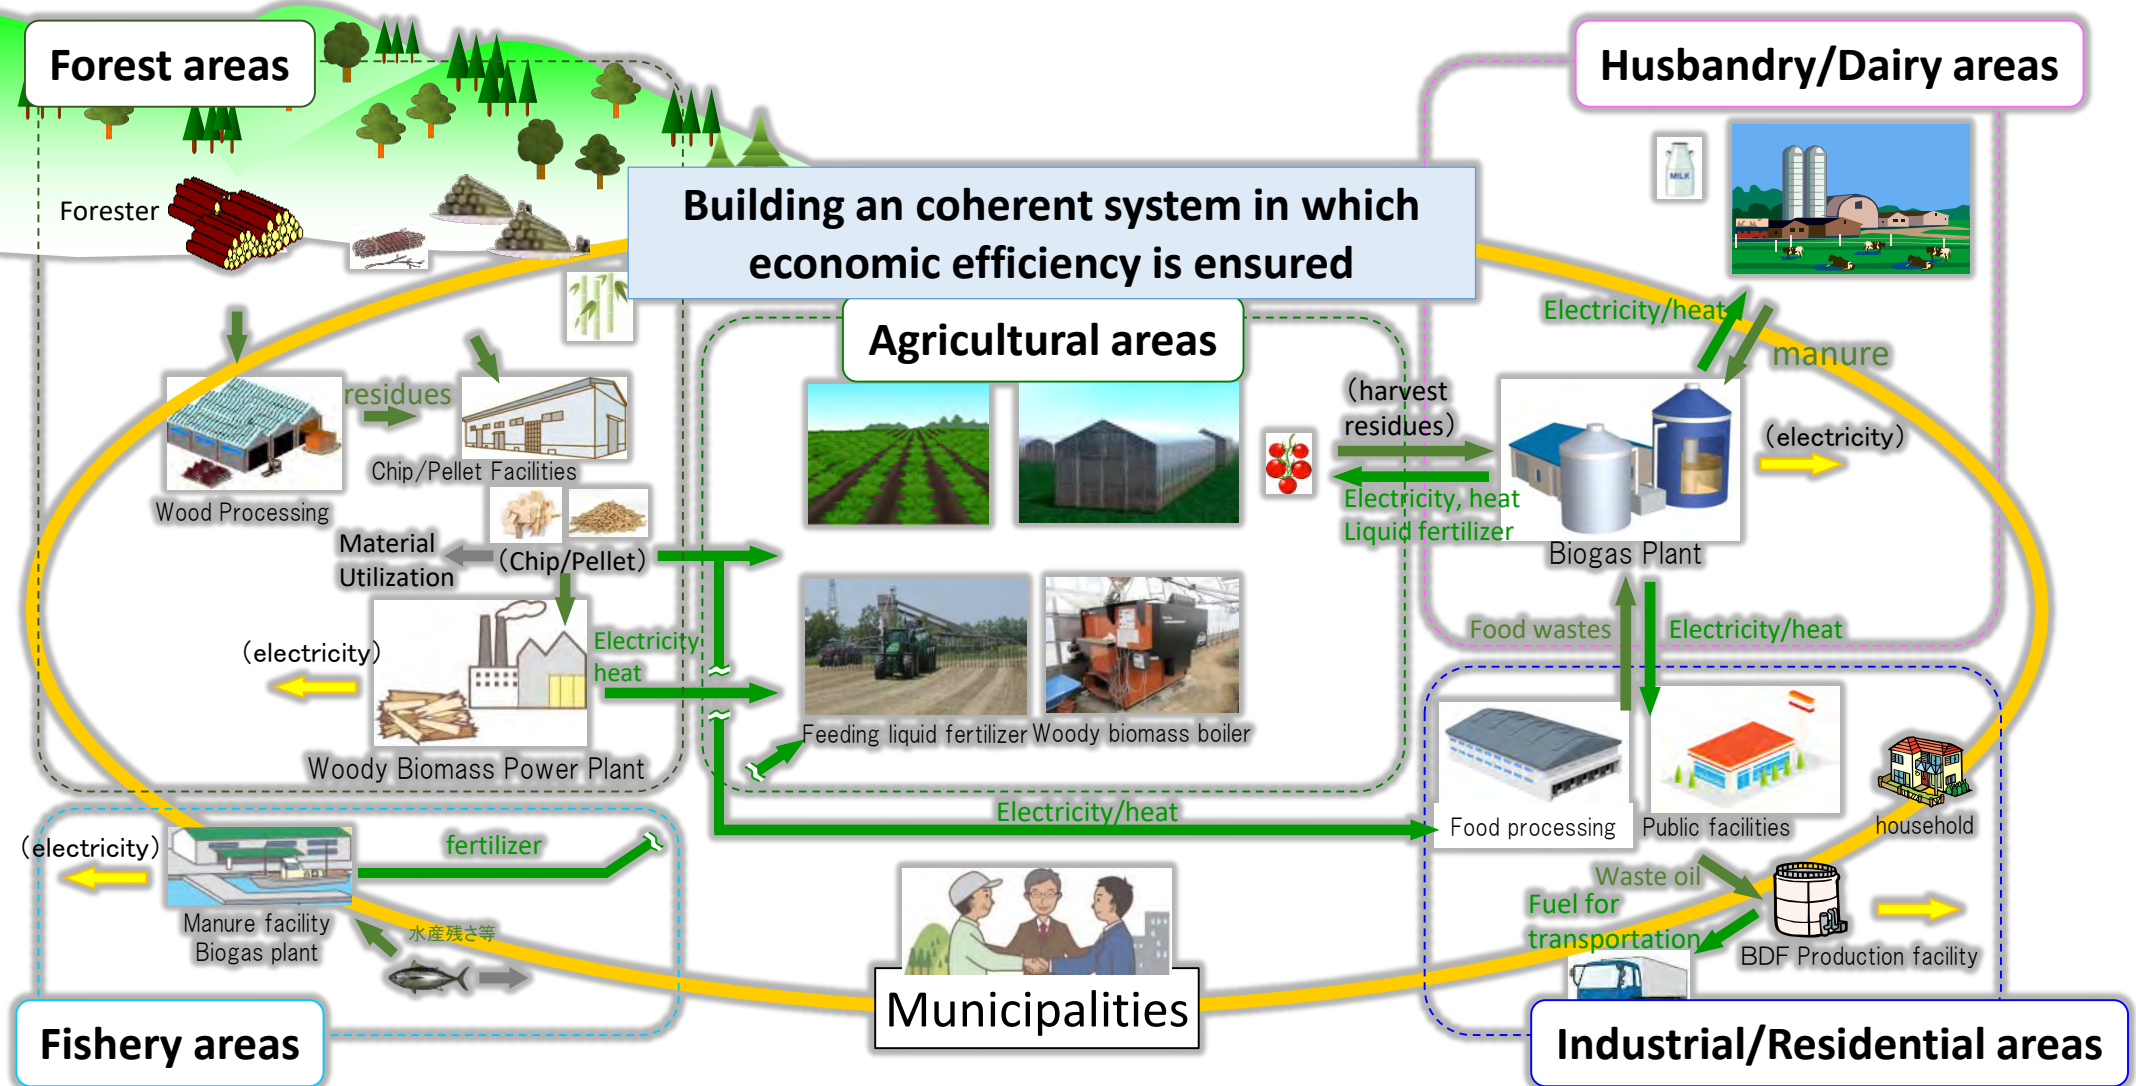 Forest areas
Husbandry/Dairy areas
MILK
Forester
Building an coherent system in which
economic efficiency is ensured
Electricity/heat
manure
Agricultural areas
residues
Chip/Pellet Facilities
Wood Processing
(harvest
residues)
(electricity)
Electricity, heat
Liquid fertilizer
Biogas Plant
Material
Utilization
(Chip/Pellet)
(electricity)
Electricity
heat
Woody Biomass Power Plant
Feeding liquid fertilizer
Woody biomass boiler
Food wastes
Electricity/heat
Electricity/heat
Food processing
Public facilities
household
(electricity)
fertilizer
Manure facility
Biogas plant
水産残さ等
Waste oil
Fuel for
transportation
BDF Production facility
Municipalities
Fishery areas
Industrial/Residential areas